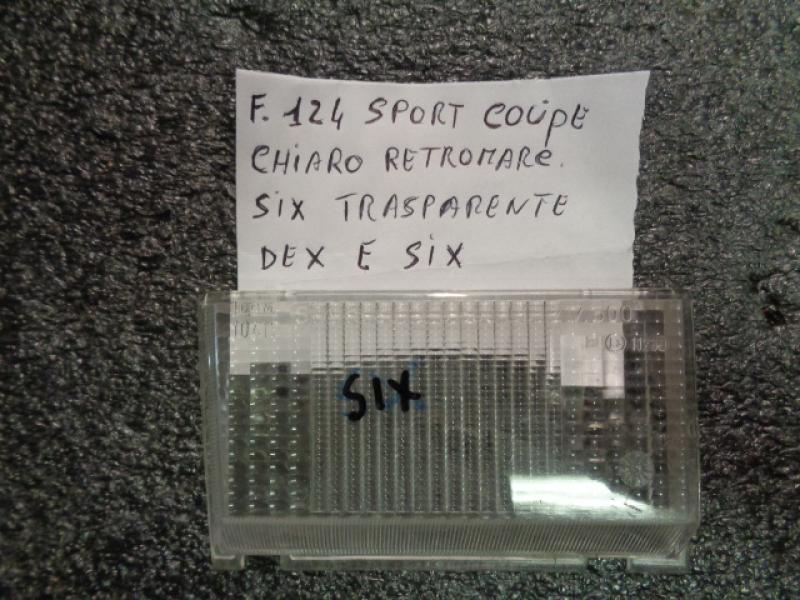 F. 124 SPORT COUPE
CHIARO RETROMARE.
SIX TRASPARENTE
DEX E SIX
SIX